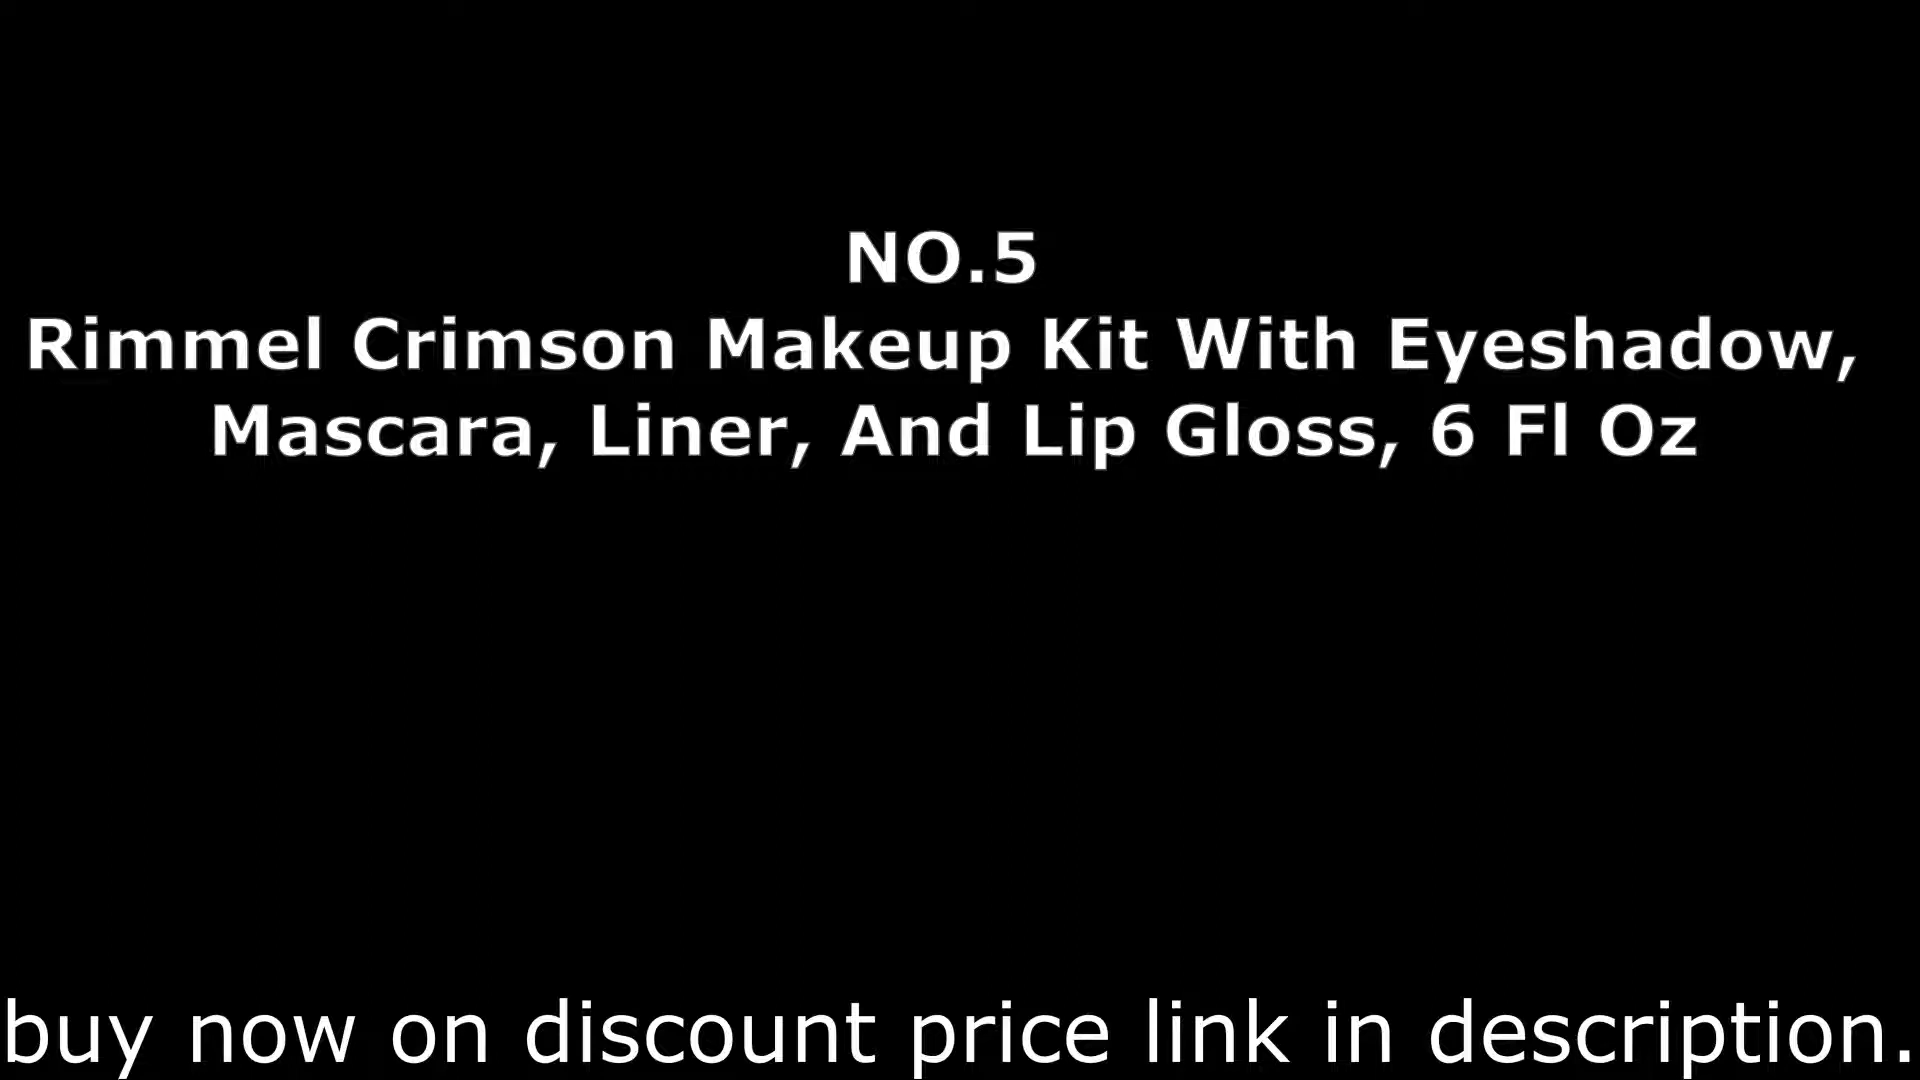 NO.5
Rimmel Crimson Makeup Kit With Eyeshadow,
Mascara, Liner, And Lip Gloss, 6 Fl Oz
buy now on discount price link in description.